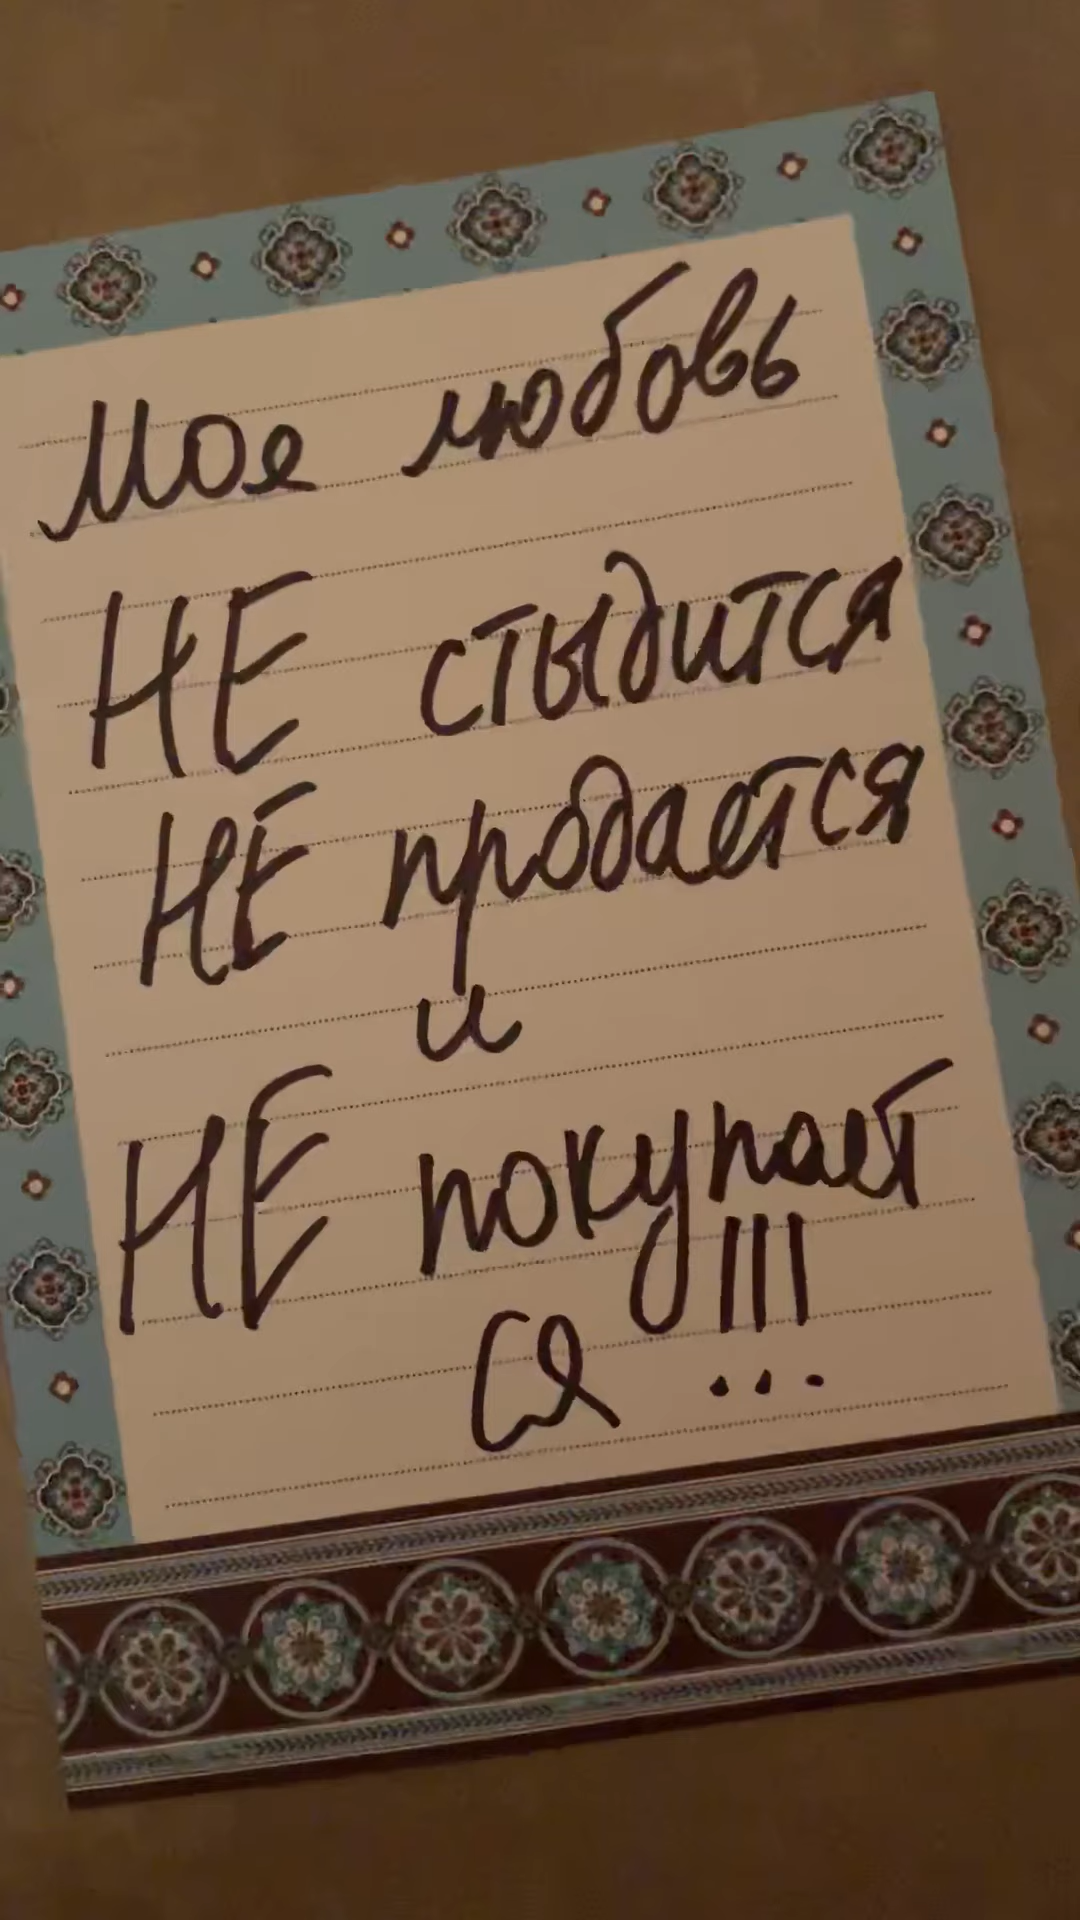 Моя любовь
НЕ стыдится
НЕ продается
и
НЕ покупает
ся !!!